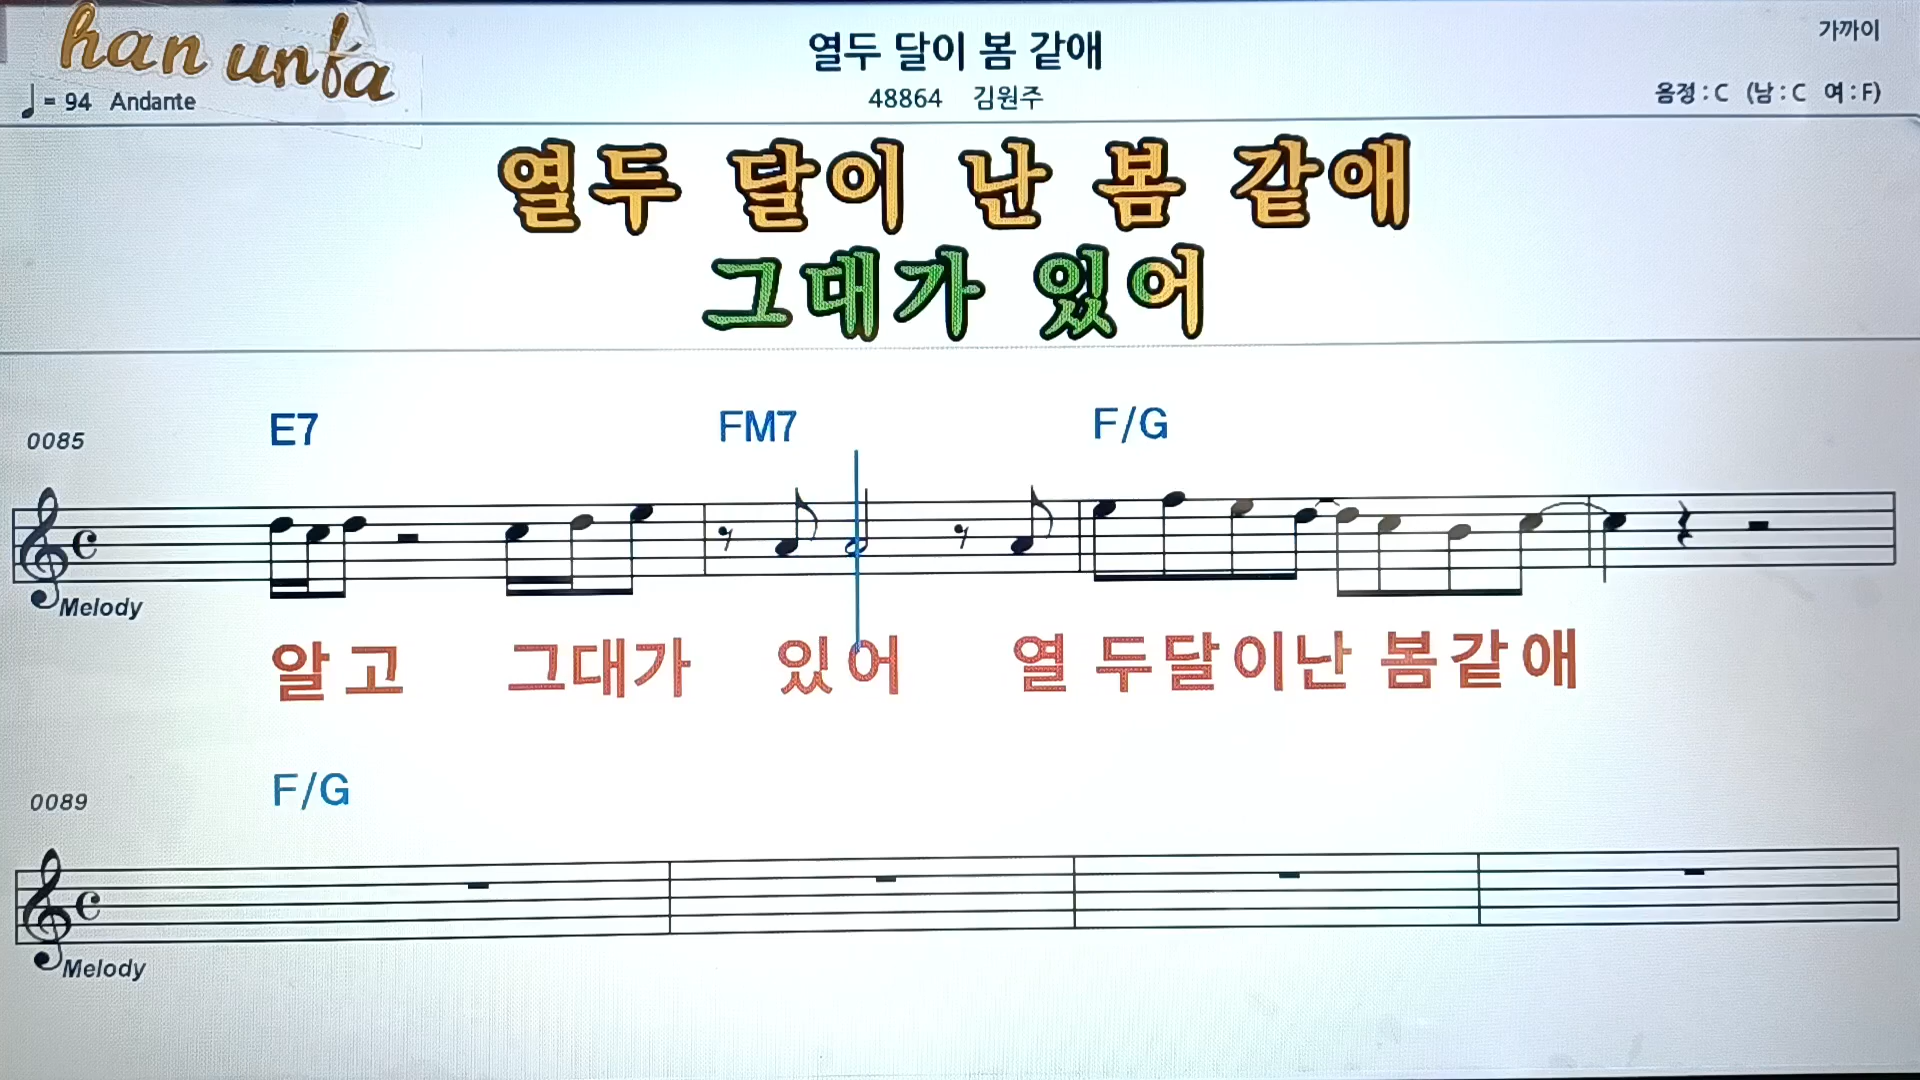 han unfa
열두 달이 봄 같애
가까이
♩= 94 Andante
48864 김원주
음정 : C (남 : C 여 : F)
열두 달이 난 봄 같애
그대가 있어
E7 FM7 F/G
0085
Melody
알고 그대가 있어 열두달이난 봄같애
F/G
0089
Melody